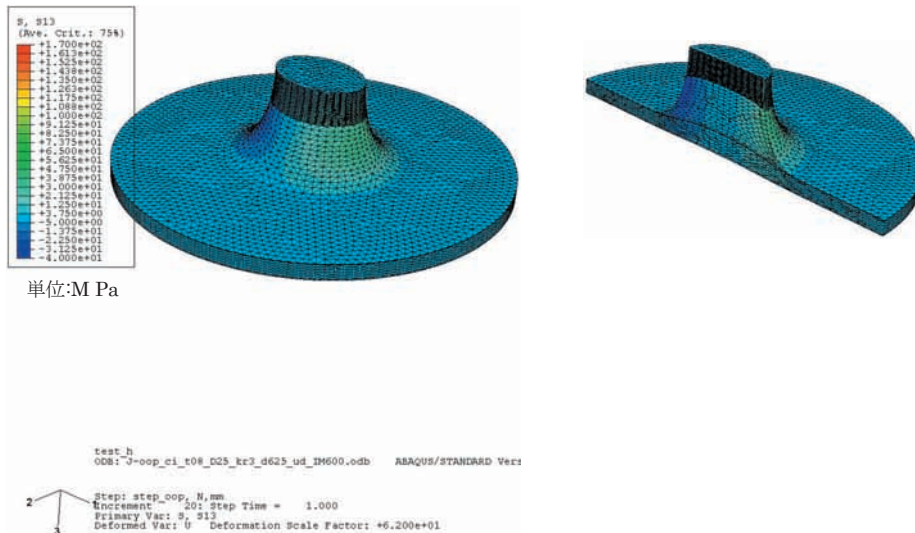 S, S13
(Ave. Crit.: 75%)
+1.700e+02
+1.613e+02
+1.525e+02
+1.438e+02
+1.350e+02
+1.263e+02
+1.175e+02
+1.088e+02
+1.000e+02
+9.125e+01
+8.250e+01
+7.375e+01
+6.500e+01
+5.625e+01
+4.750e+01
+3.875e+01
+3.000e+01
+2.125e+01
+1.250e+01
+3.750e+00
-5.000e+00
-1.375e+01
-2.250e+01
-3.125e+01
-4.000e+01
単位:M Pa
test_h
ODB: J-oop_ci_t08_D25_kr3_d625_ud_IM600.odb ABAQUS/STANDARD Vers
Step: step_oop, N,mm
Increment 20: Step Time = 1.000
Primary Var: S, S13
Deformed Var: U Deformation Scale Factor: +6.200e+01
2
1
3